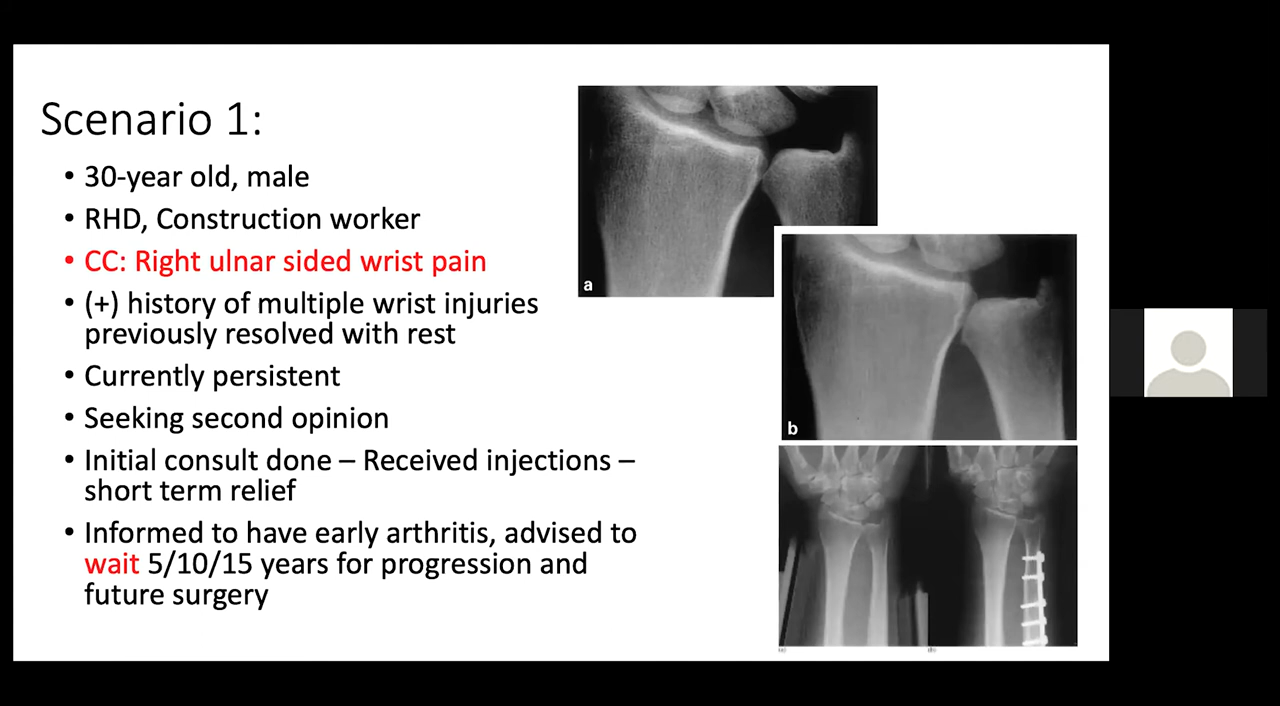 Scenario 1:
• 30-year old, male
• RHD, Construction worker
• CC: Right ulnar sided wrist pain
• (+) history of multiple wrist injuries
previously resolved with rest
• Currently persistent
• Seeking second opinion
• Initial consult done – Received injections –
short term relief
• Informed to have early arthritis, advised to
wait 5/10/15 years for progression and
future surgery
a
b